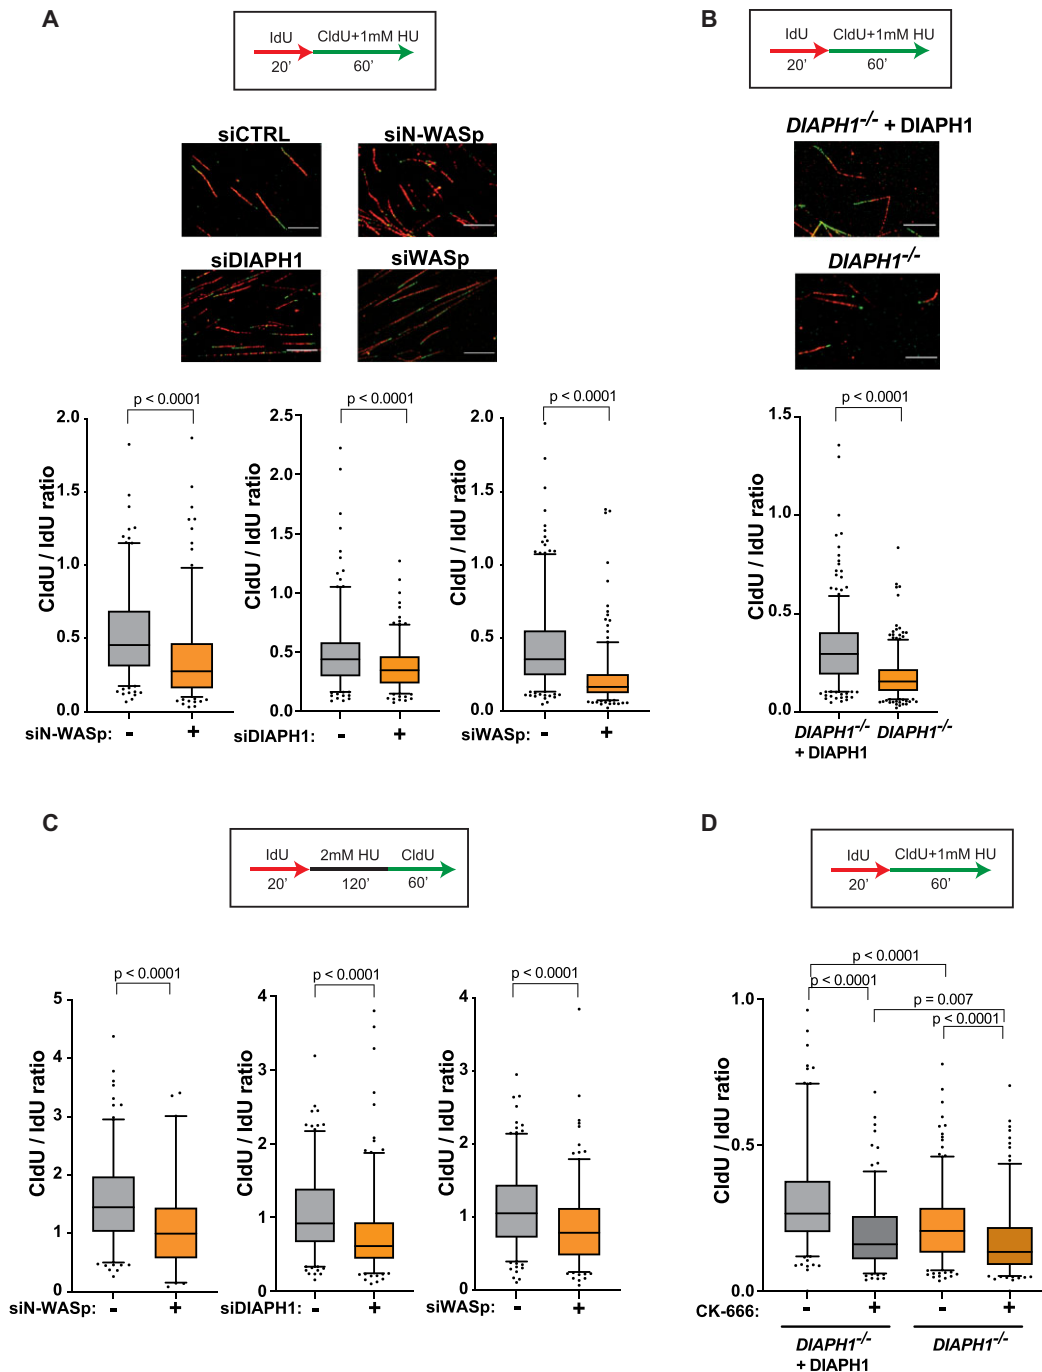 A
IdU
CldU+1mM HU
20'
60'
siCTRL
siN-WASp
siDIAPH1
siWASp
p < 0.0001
2.0
1.5
1.0
0.5
0.0
CldU / IdU ratio
siN-WASp:
-
+
p < 0.0001
2.5
2.0
1.5
1.0
0.5
0.0
CldU / IdU ratio
siDIAPH1:
-
+
p < 0.0001
2.0
1.5
1.0
0.5
0.0
CldU / IdU ratio
siWASp:
-
+
B
IdU
CldU+1mM HU
20'
60'
DIAPH1-/- + DIAPH1
DIAPH1-/-
p < 0.0001
1.5
1.0
0.5
0.0
CldU / IdU ratio
DIAPH1-/-
+ DIAPH1
DIAPH1-/-
C
IdU
2mM HU
CldU
20'
120'
60'
p < 0.0001
5
4
3
2
1
0
CldU / IdU ratio
siN-WASp:
-
+
p < 0.0001
4
3
2
1
0
CldU / IdU ratio
siDIAPH1:
-
+
p < 0.0001
4
3
2
1
0
CldU / IdU ratio
siWASp:
-
+
D
IdU
CldU+1mM HU
20'
60'
p < 0.0001
p < 0.0001
p = 0.007
p < 0.0001
1.0
0.5
0.0
CldU / IdU ratio
CK-666:
-
+
-
+
DIAPH1-/-
+ DIAPH1
DIAPH1-/-